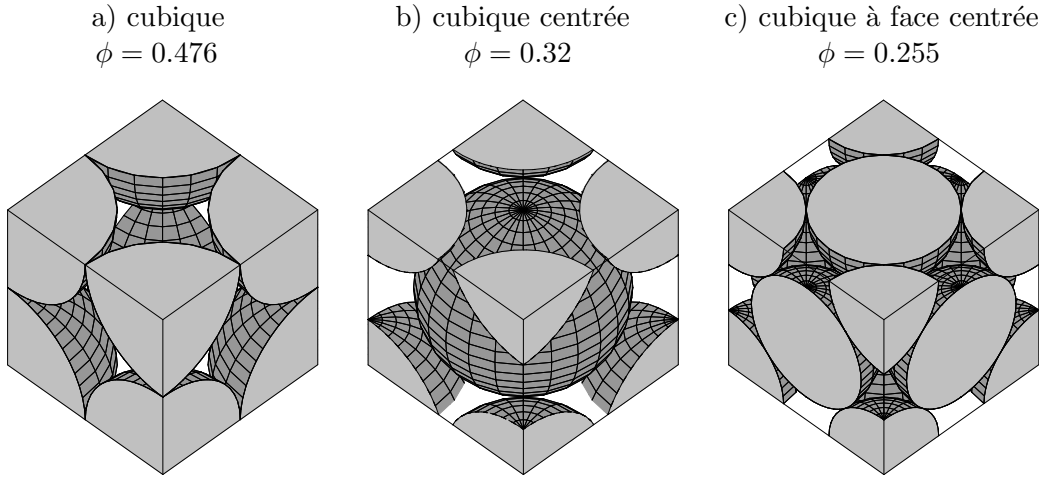 a) cubique
ϕ = 0.476
b) cubique centrée
ϕ = 0.32
c) cubique à face centrée
ϕ = 0.255